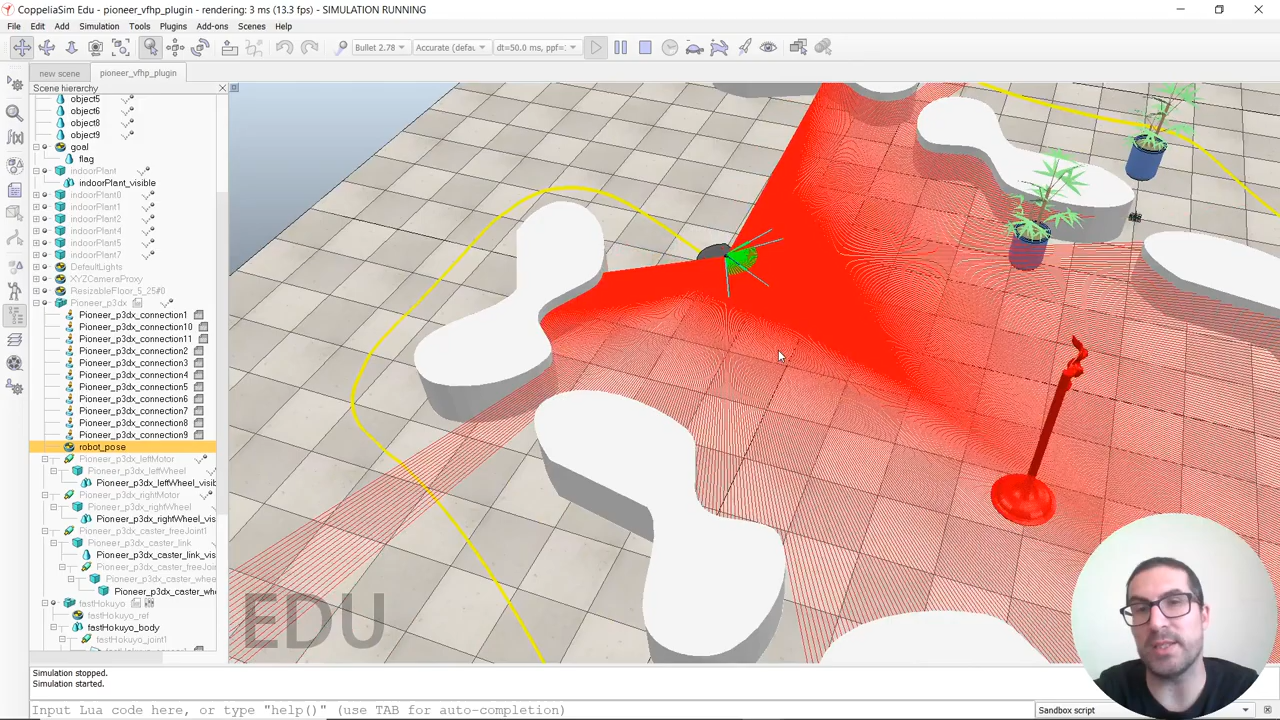 CoppeliaSim Edu - pioneer_vfhp_plugin - rendering: 3 ms (13.3 fps) - SIMULATION RUNNING
File Edit Add Simulation Tools Plugins Add-ons Scenes Help
Bullet 2.78 Accurate (defau dt=50.0 ms, ppf=
new scene pioneer_vfhp_plugin
Scene hierarchy
object5
object6
object8
object9
goal
flag
indoorPlant
indoorPlant_visible
indoorPlant0
indoorPlant1
indoorPlant2
indoorPlant4
indoorPlant5
indoorPlant7
DefaultLights
XYZCameraProxy
ResizableFloor_5_25#0
Pioneer_p3dx
Pioneer_p3dx_connection1
Pioneer_p3dx_connection10
Pioneer_p3dx_connection11
Pioneer_p3dx_connection2
Pioneer_p3dx_connection3
Pioneer_p3dx_connection4
Pioneer_p3dx_connection5
Pioneer_p3dx_connection6
Pioneer_p3dx_connection7
Pioneer_p3dx_connection8
Pioneer_p3dx_connection9
robot_pose
Pioneer_p3dx_leftMotor
Pioneer_p3dx_leftWheel
Pioneer_p3dx_leftWheel_visib
Pioneer_p3dx_rightMotor
Pioneer_p3dx_rightWheel
Pioneer_p3dx_rightWheel_vis
Pioneer_p3dx_caster_freeJoint1
Pioneer_p3dx_caster_link
Pioneer_p3dx_caster_link_vis
Pioneer_p3dx_caster_freeJoi
Pioneer_p3dx_caster_whee
Pioneer_p3dx_caster_wh
fastHokuyo
fastHokuyo_ref
fastHokuyo_body
fastHokuyo_joint1
EDU
Simulation stopped.
Simulation started.
Input Lua code here, or type "help()" (use TAB for auto-completion)
Sandbox script